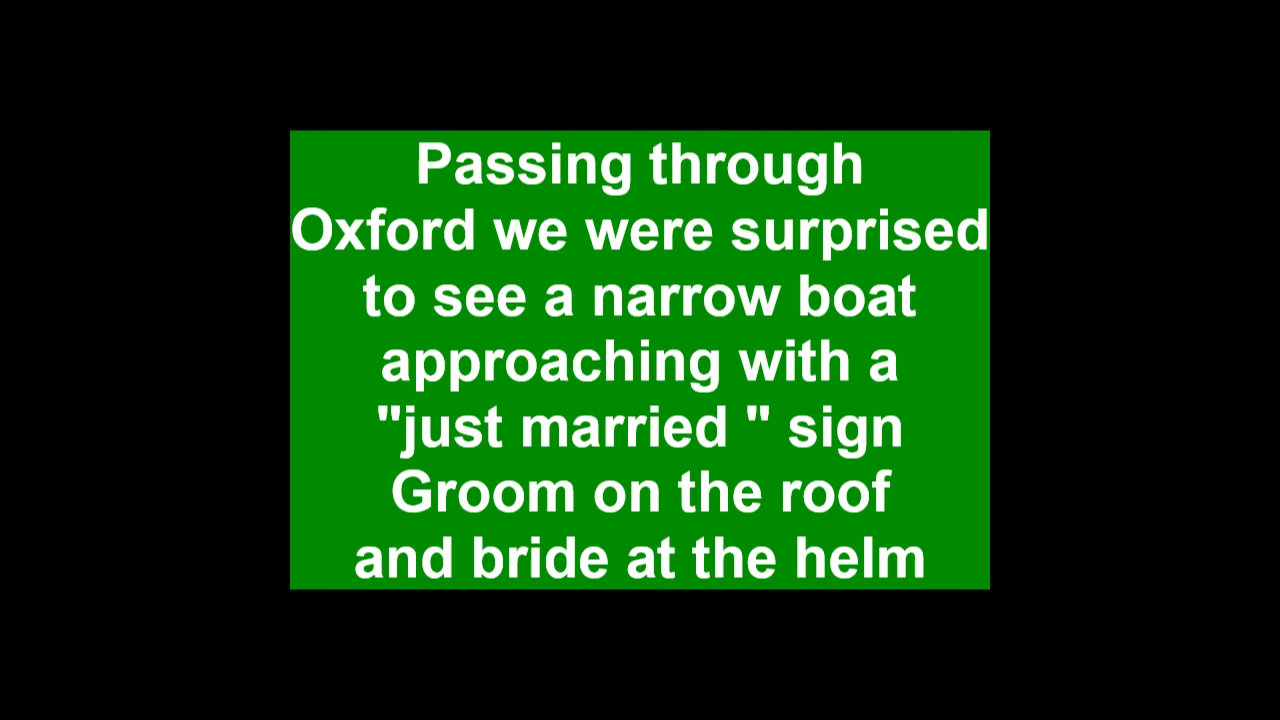 Passing through
Oxford we were surprised
to see a narrow boat
approaching with a
"just married " sign
Groom on the roof
and bride at the helm